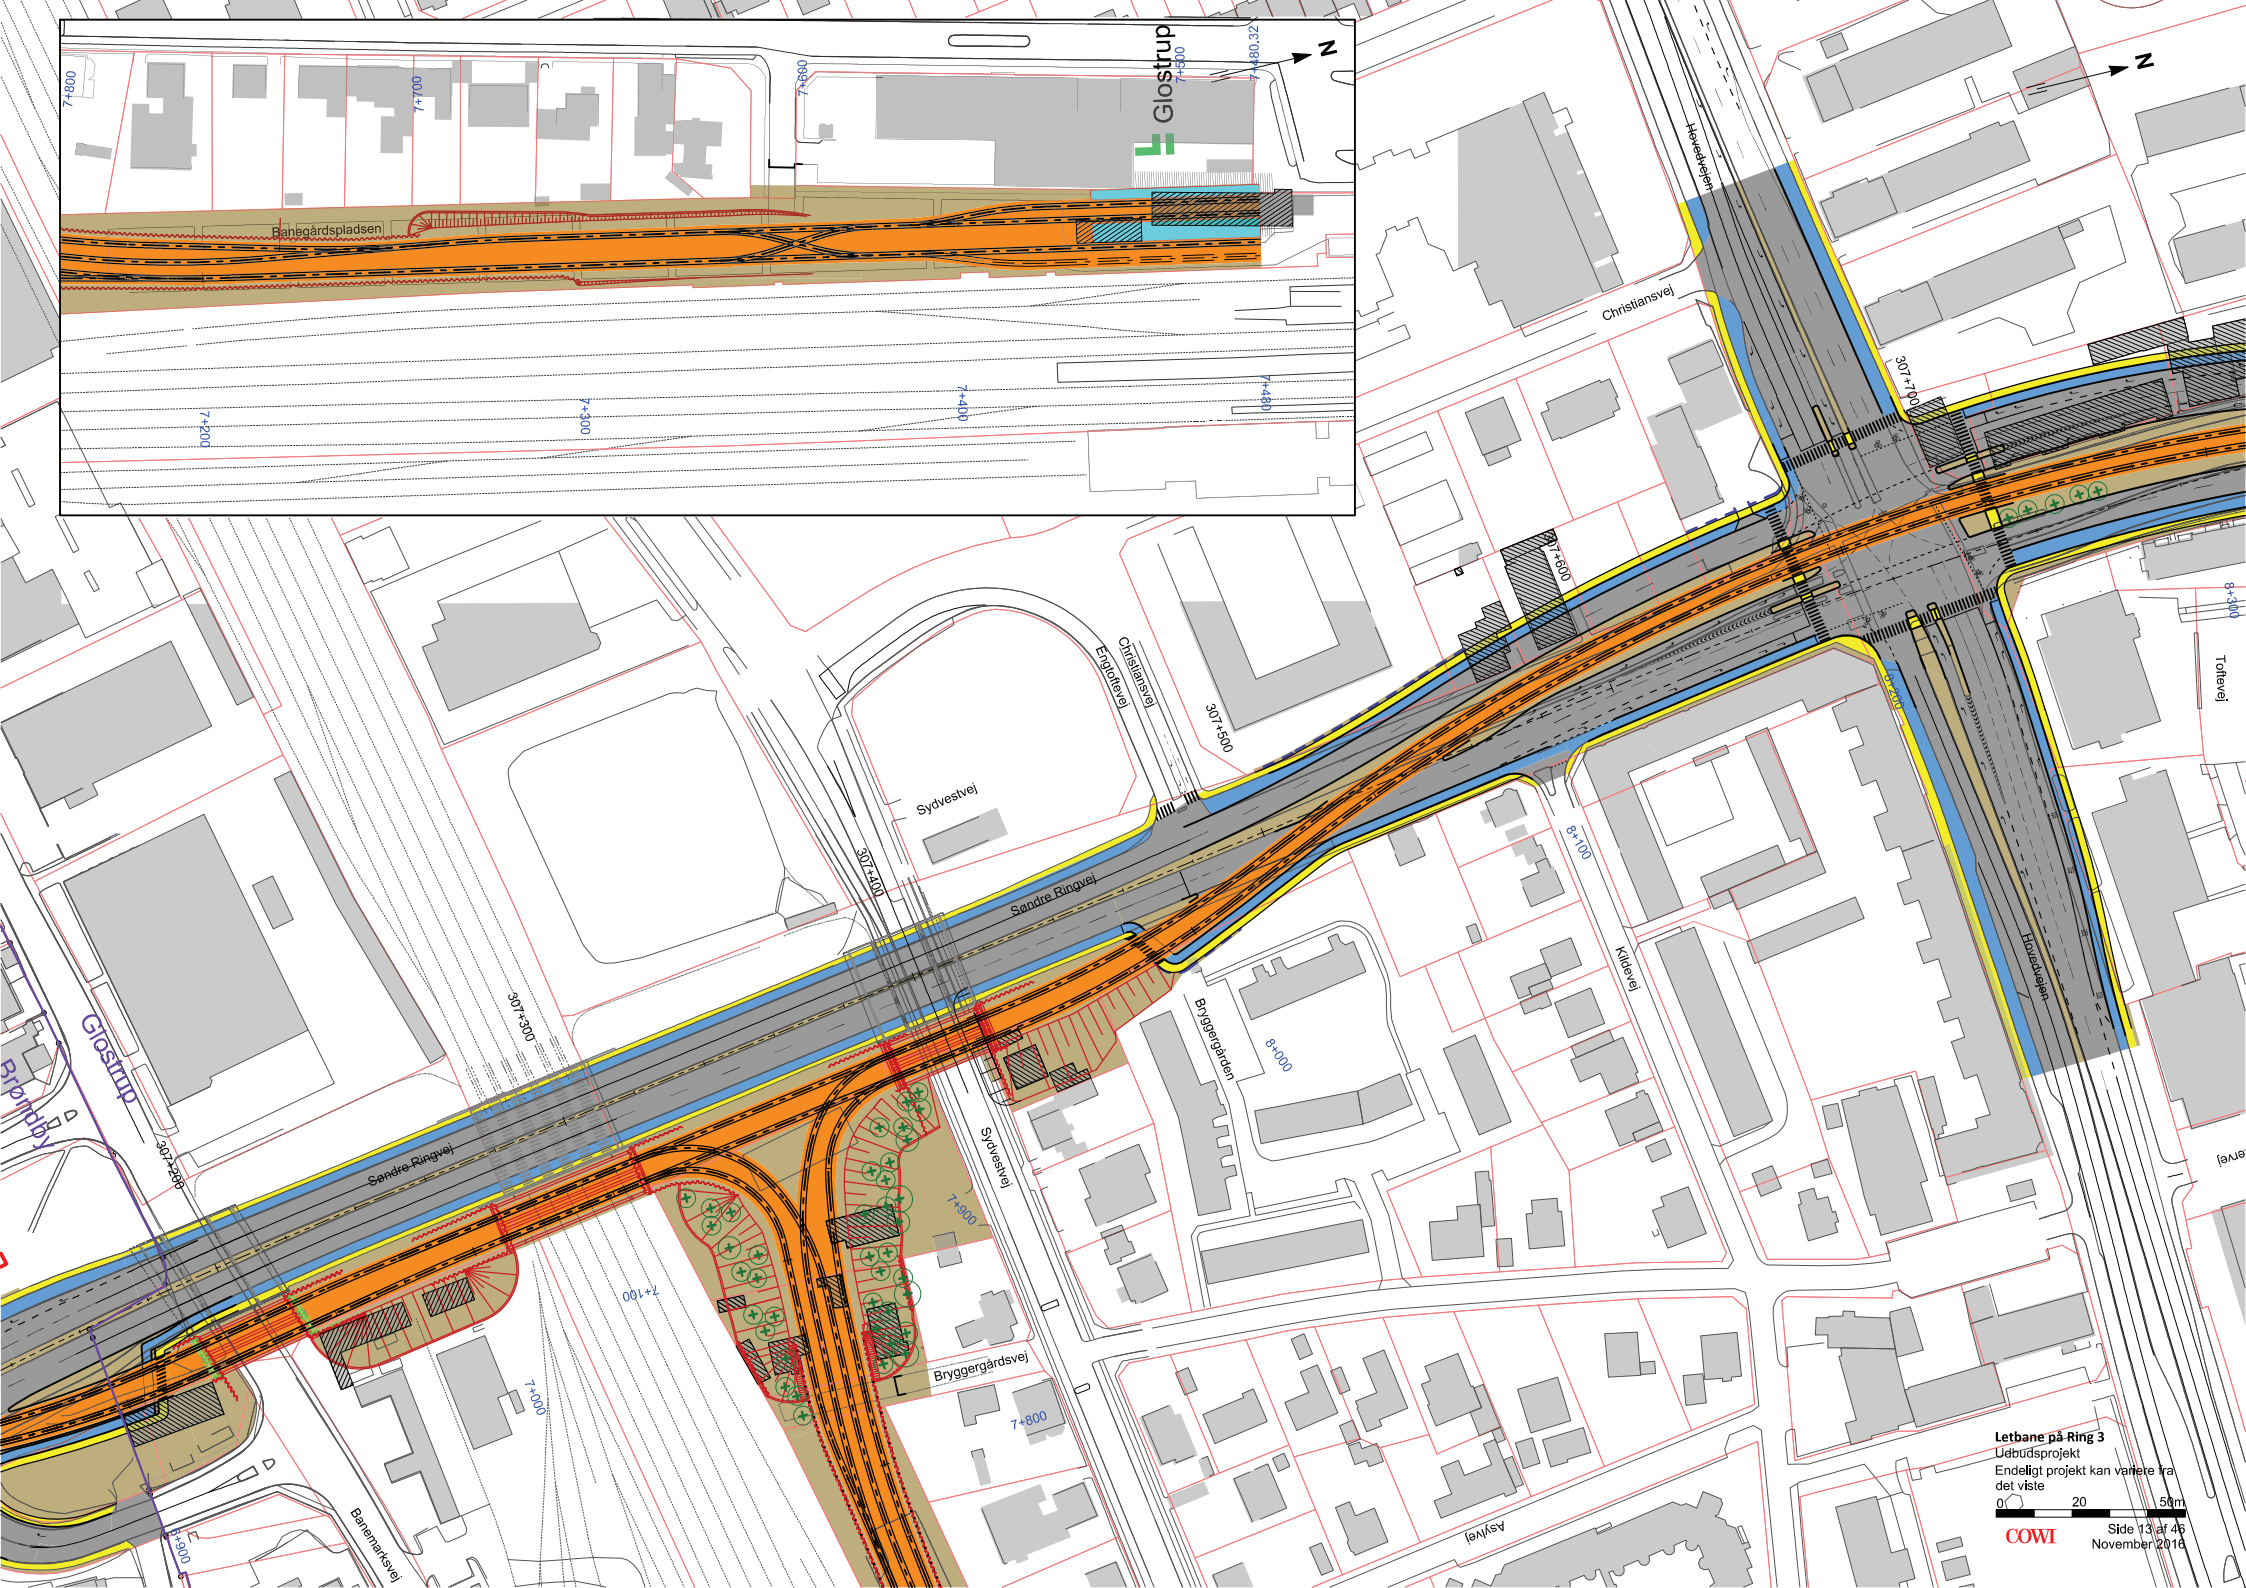 7+800
7+700
7+600
Glostrup
7+500
7+480.32
N
Banegårdspladsen
7+200
7+300
7+400
7+480
N
Hovedvejen
Christiansvej
307+700
307+600
8+300
Toftevej
8+200
Engtoftevej
Christiansvej
307+500
Sydvestvej
307+400
Søndre Ringvej
8+100
Kildevej
Hovedvejen
307+300
Bryggergården
8+000
Glostrup
Brøndby
307+200
Søndre Ringvej
Sydvestvej
7+900
7+100
7+000
Bryggergårdsvej
7+800
Banemarksvej
6+900
Asylvej
Letbane på Ring 3
Udbudsprojekt
Endeligt projekt kan variere fra
det viste
0 20 50m
COWI
Side 13 af 46
November 2016